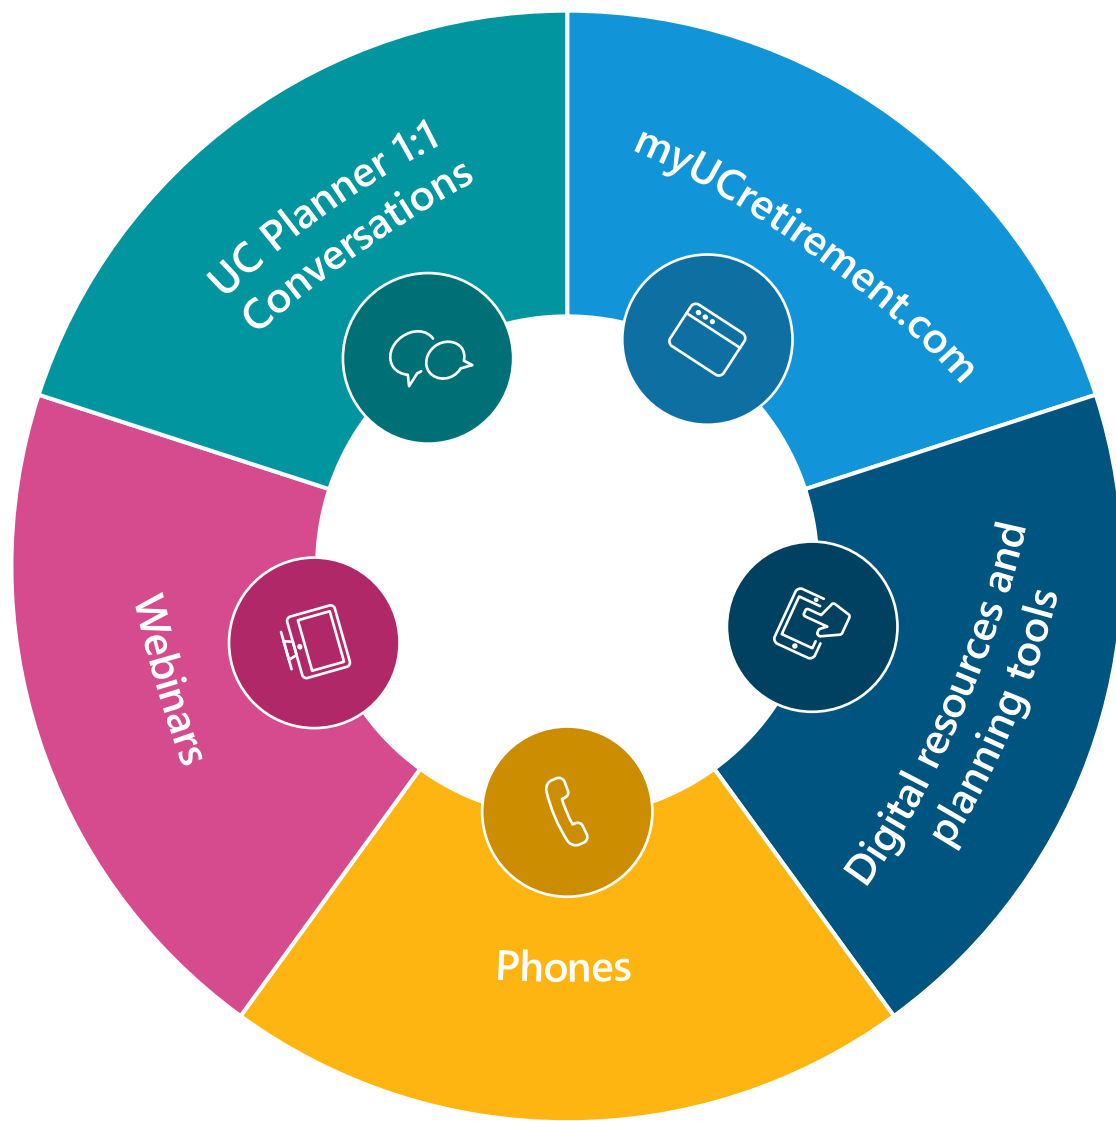 UC Planner 1:1
Conversations
myUCretirement.com
Digital resources and
planning tools
Phones
Webinars